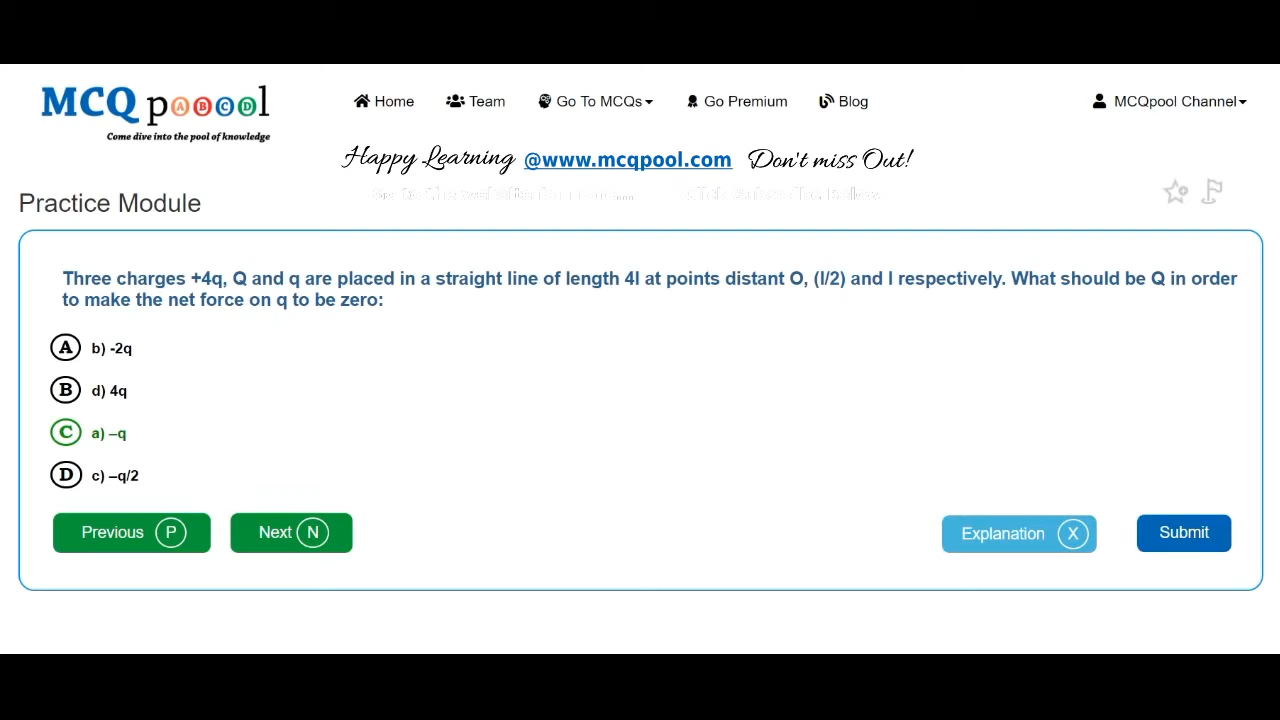 MCQ pooool
Come dive into the pool of knowledge
Home Team Go To MCQs Go Premium Blog MCQpool Channel
Happy Learning @www.mcqpool.com Don't miss Out!
Practice Module
Three charges +4q, Q and q are placed in a straight line of length 4l at points distant O, (l/2) and l respectively. What should be Q in order
to make the net force on q to be zero:
A b) -2q
B d) 4q
C a) –q
D c) –q/2
Previous P Next N Explanation X Submit